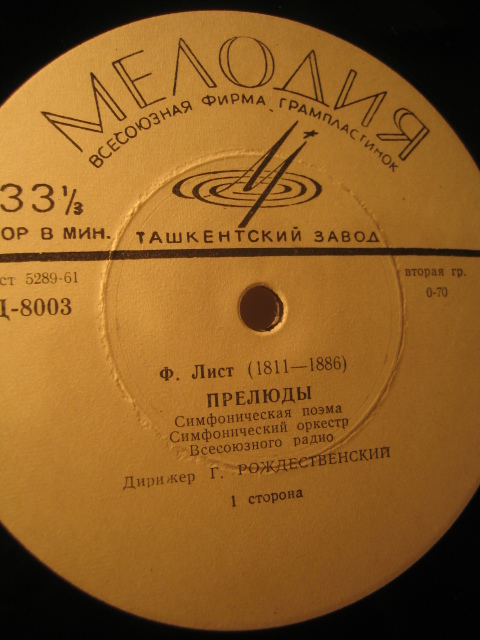 МЕЛОДИЯ
ВСЕСОЮЗНАЯ ФИРМА ГРАМПЛАСТИНОК
33⅓
ОР В МИН.
ТАШКЕНТСКИЙ ЗАВОД
ст 5289-61
Д-8003
вторая гр.
0-70
Ф. Лист (1811—1886)
ПРЕЛЮДЫ
Симфоническая поэма
Симфонический оркестр
Всесоюзного радио
Дирижер Г. РОЖДЕСТВЕНСКИЙ
1 сторона